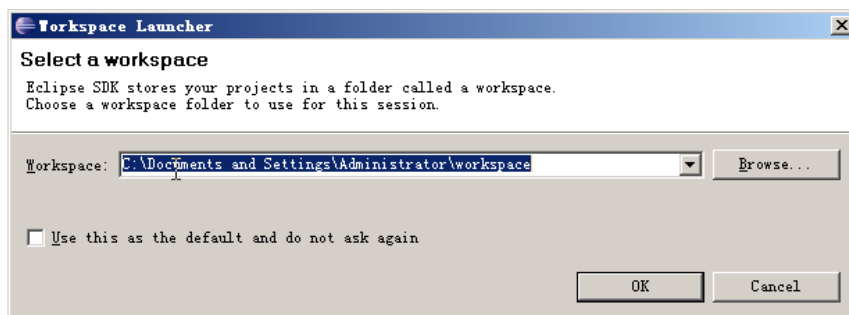 Workspace Launcher
Select a workspace
Eclipse SDK stores your projects in a folder called a workspace.
Choose a workspace folder to use for this session.
Workspace: C:\Documents and Settings\Administrator\workspace Browse...
Use this as the default and do not ask again
OK Cancel